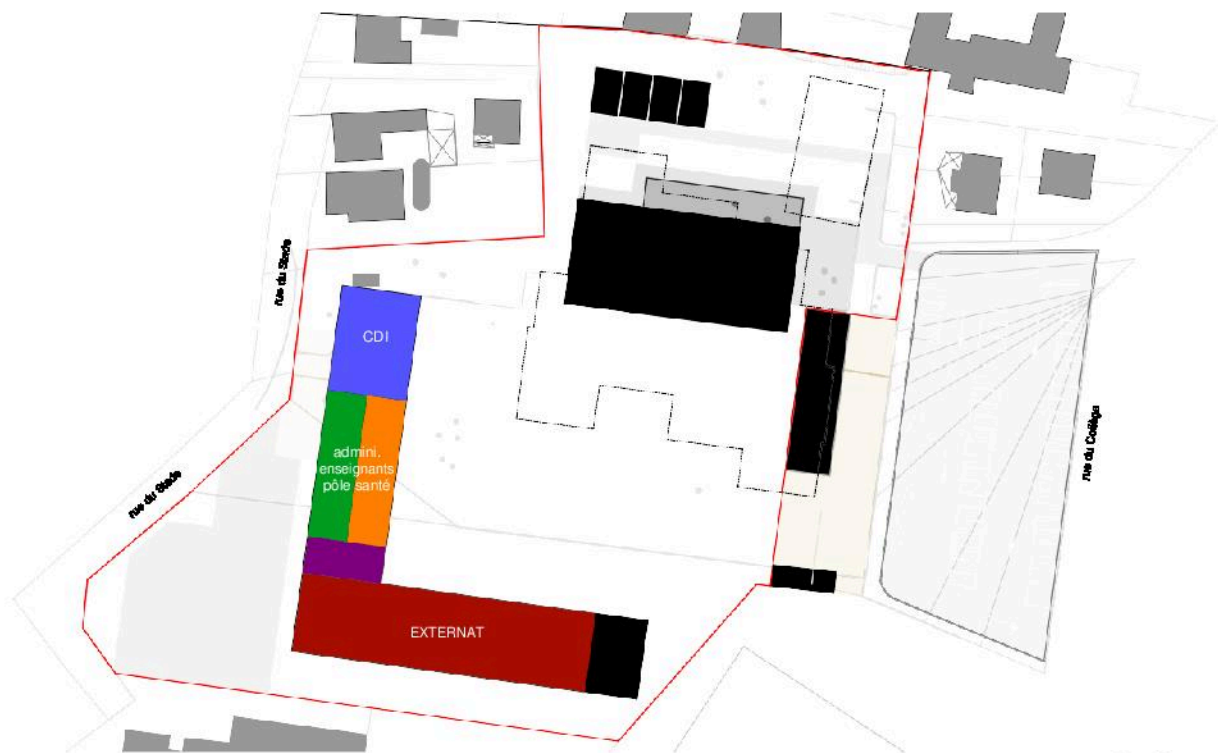 rue du Stade
CDI
admini.
enseignants
pôle santé
rue du Stade
rue du Collège
EXTERNAT